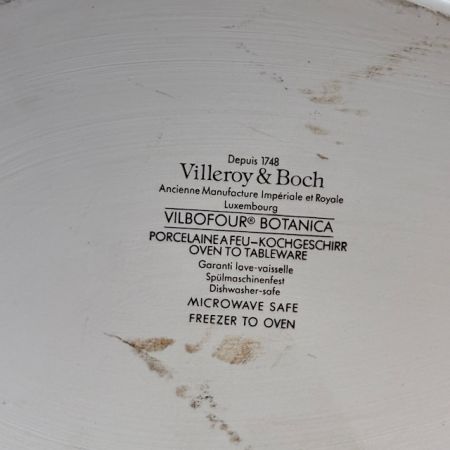 Depuis 1748
Villeroy & Boch
Ancienne Manufacture Impériale et Royale
Luxembourg
VILBOFOUR® BOTANICA
PORCELAINE A FEU–KOCHGESCHIRR
OVEN TO TABLEWARE
Garanti lave-vaisselle
Spülmaschinenfest
Dishwasher-safe
MICROWAVE SAFE
FREEZER TO OVEN